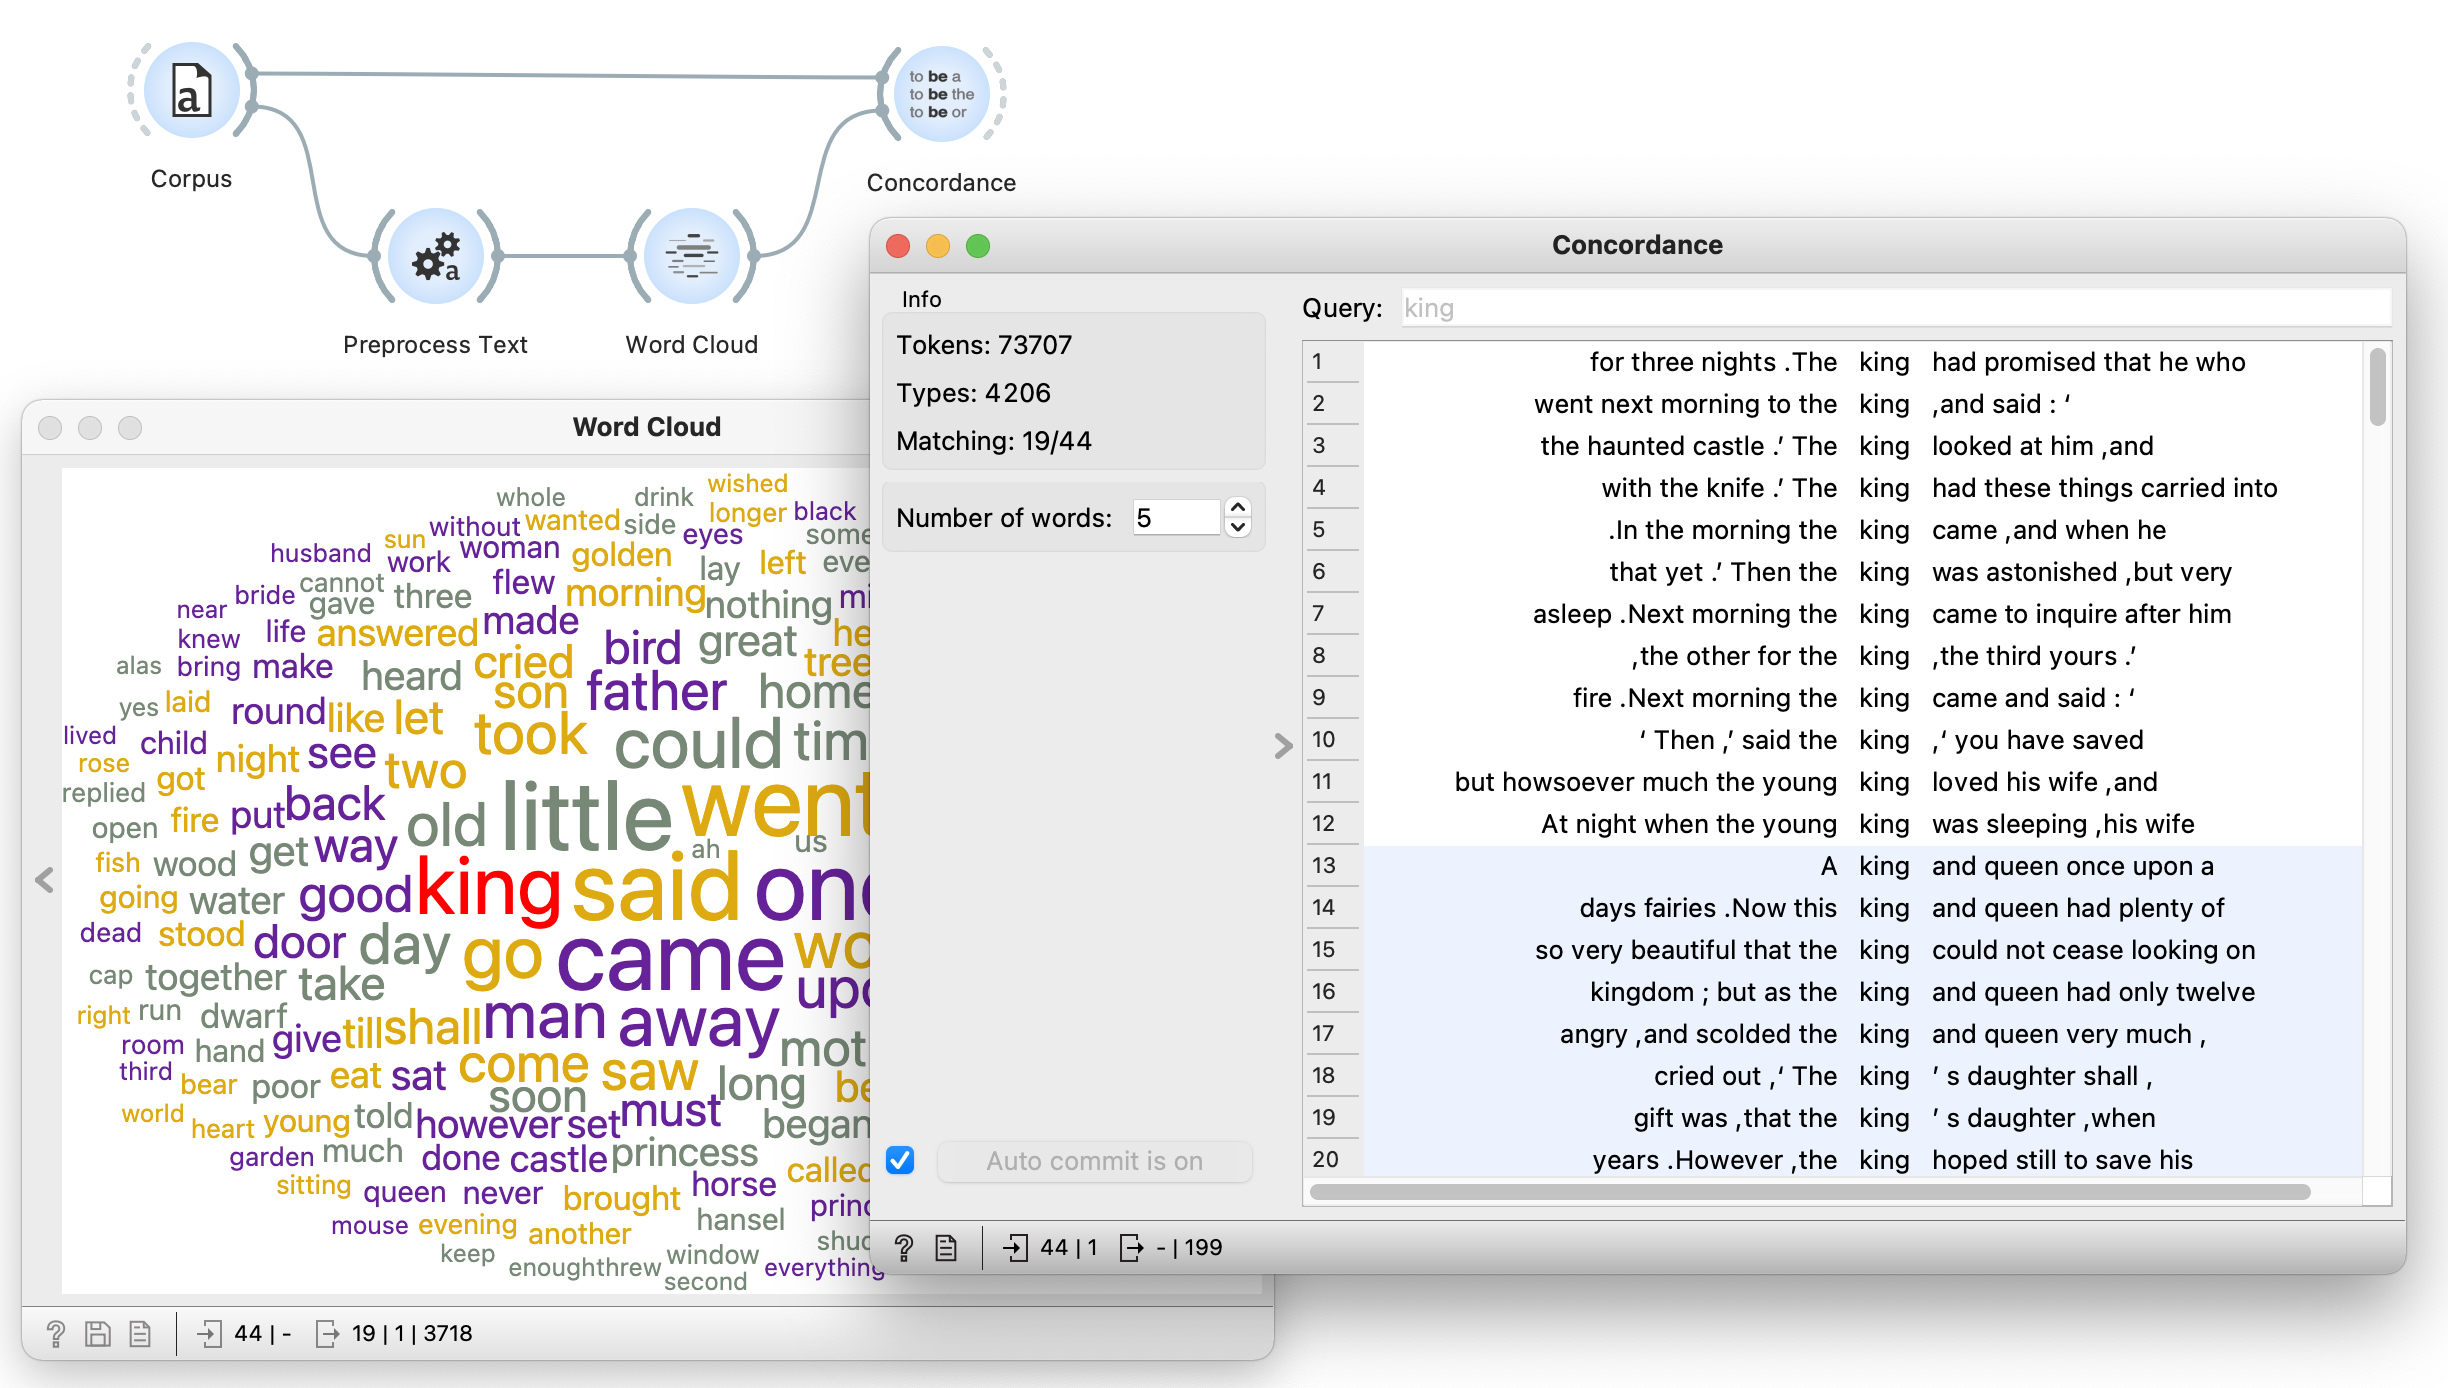 a
to be a
to be the
to be or
Corpus
Concordance
a
Preprocess Text
Word Cloud
Concordance
Info
Tokens: 73707
Types: 4206
Matching: 19/44
Number of words: 5
Auto commit is on
44 | 1
- | 199
Query: king
1 for three nights .The king had promised that he who
2 went next morning to the king ,and said : ‘
3 the haunted castle .’ The king looked at him ,and
4 with the knife .’ The king had these things carried into
5 .In the morning the king came ,and when he
6 that yet .’ Then the king was astonished ,but very
7 asleep .Next morning the king came to inquire after him
8 ,the other for the king ,the third yours .’
9 fire .Next morning the king came and said : ‘
10 ‘ Then ,’ said the king ,‘ you have saved
11 but howsoever much the young king loved his wife ,and
12 At night when the young king was sleeping ,his wife
13 A king and queen once upon a
14 days fairies .Now this king and queen had plenty of
15 so very beautiful that the king could not cease looking on
16 kingdom ; but as the king and queen had only twelve
17 angry ,and scolded the king and queen very much ,
18 cried out ,‘ The king ’ s daughter shall ,
19 gift was ,that the king ’ s daughter ,when
20 years .However ,the king hoped still to save his
Word Cloud
wished
whole drink
longer black
without wanted side
sun eyes some
husband work woman golden left eve
cannot flew lay
bride gave three morning nothing mi
near
knew life answered made bird great he
alas bring make heard cried tree
yes laid son father home
round like let took
lived child could tim
rose night see two
replied got
put back little went
open fire old us
fish wood get way ah
king said
going water good
dead stood door day go came wo
cap together take upo
right run dwarf man away
room hand give till shall mot
third bear poor eat sat come saw long be
soon
world heart young told however set must began
garden much done castle princess called
sitting queen never brought horse princ
mouse evening another hansel
keep window shud
enough threw everything
second
44 | -
19 | 1 | 3718